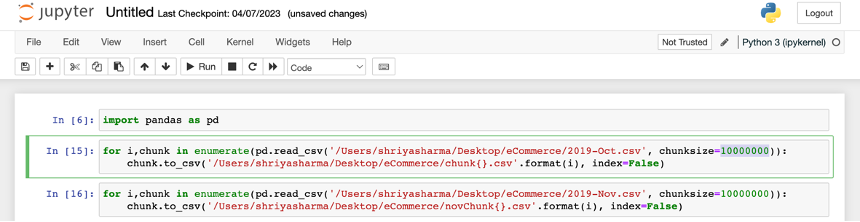 jupyter Untitled Last Checkpoint: 04/07/2023 (unsaved changes) Logout
File Edit View Insert Cell Kernel Widgets Help Not Trusted Python 3 (ipykernel)
Run Code
In [6]: import pandas as pd
In [15]: for i,chunk in enumerate(pd.read_csv('/Users/shriyasharma/Desktop/eCommerce/2019-Oct.csv', chunksize=10000000)):
chunk.to_csv('/Users/shriyasharma/Desktop/eCommerce/chunk{}.csv'.format(i), index=False)
In [16]: for i,chunk in enumerate(pd.read_csv('/Users/shriyasharma/Desktop/eCommerce/2019-Nov.csv', chunksize=10000000)):
chunk.to_csv('/Users/shriyasharma/Desktop/eCommerce/novChunk{}.csv'.format(i), index=False)